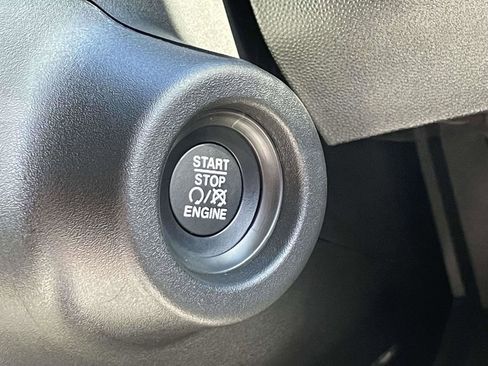 START
STOP
/
ENGINE